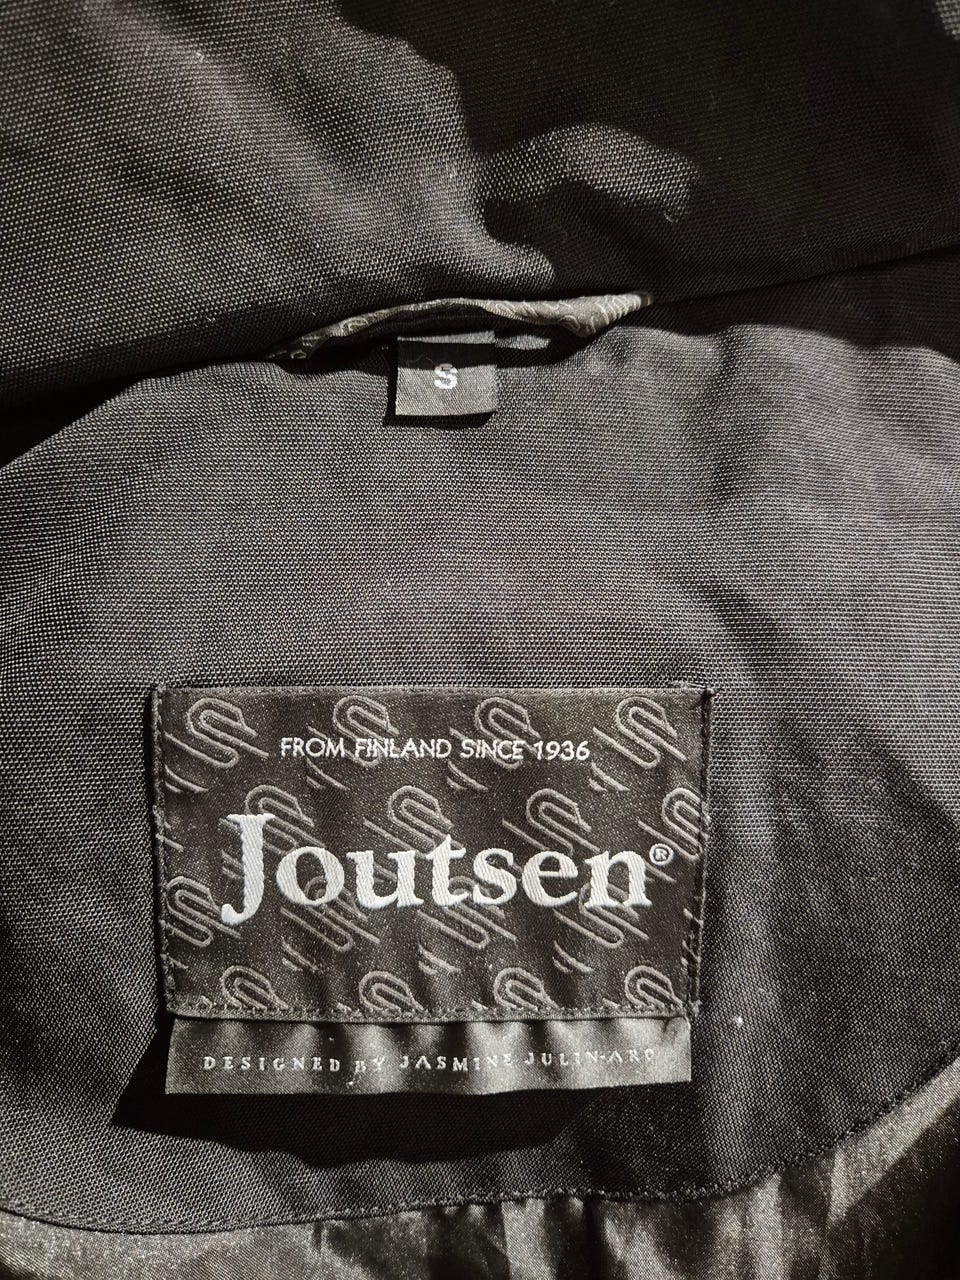 S
FROM FINLAND SINCE 1936
Joutsen®
DESIGNED BY JASMINE JULIN-ARO